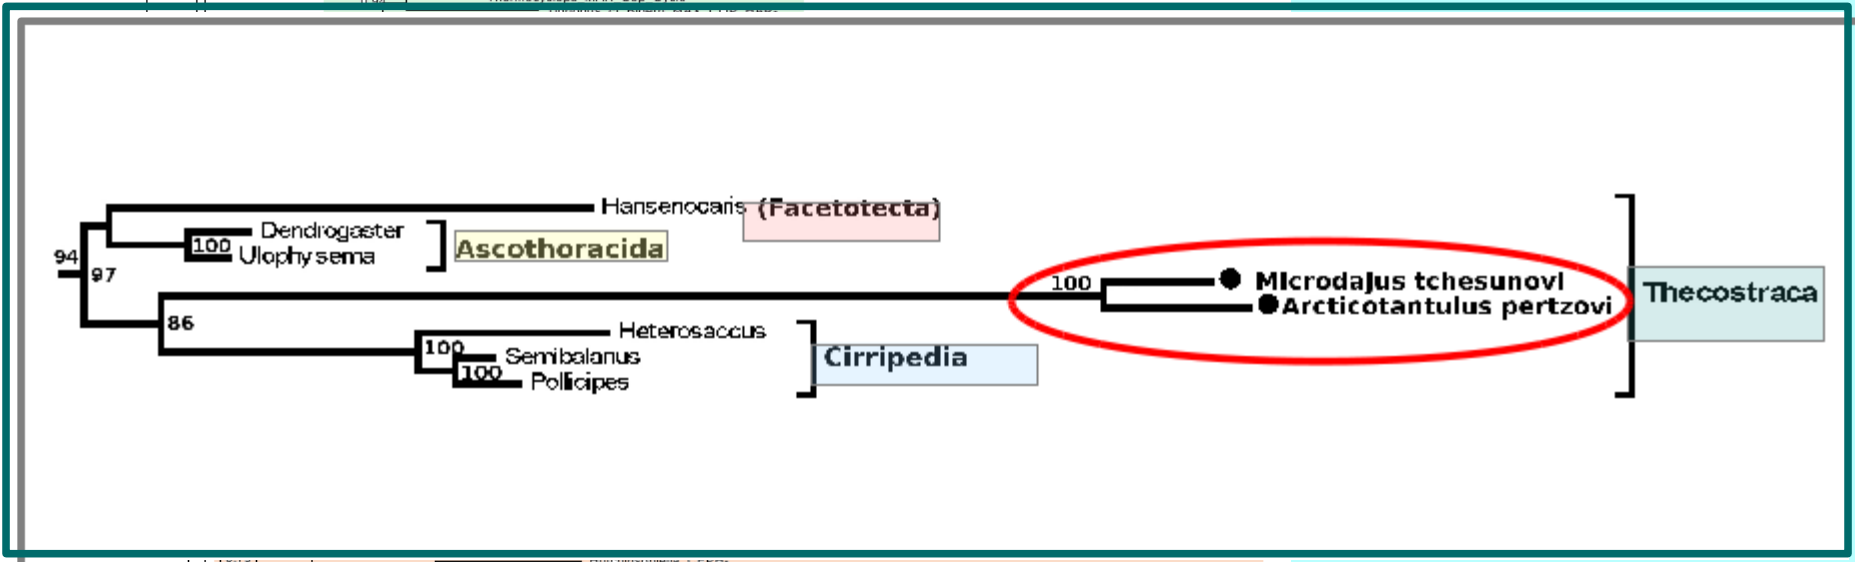 Hansenocaris (Facetotecta)
Dendrogaster
100
Ulophysema
Ascothoracida
94
97
100
Microdajus tchesunovi
Arcticotantulus pertzovi
Thecostraca
86
Heterosaccus
100
Semibalanus
100
Pollicipes
Cirripedia